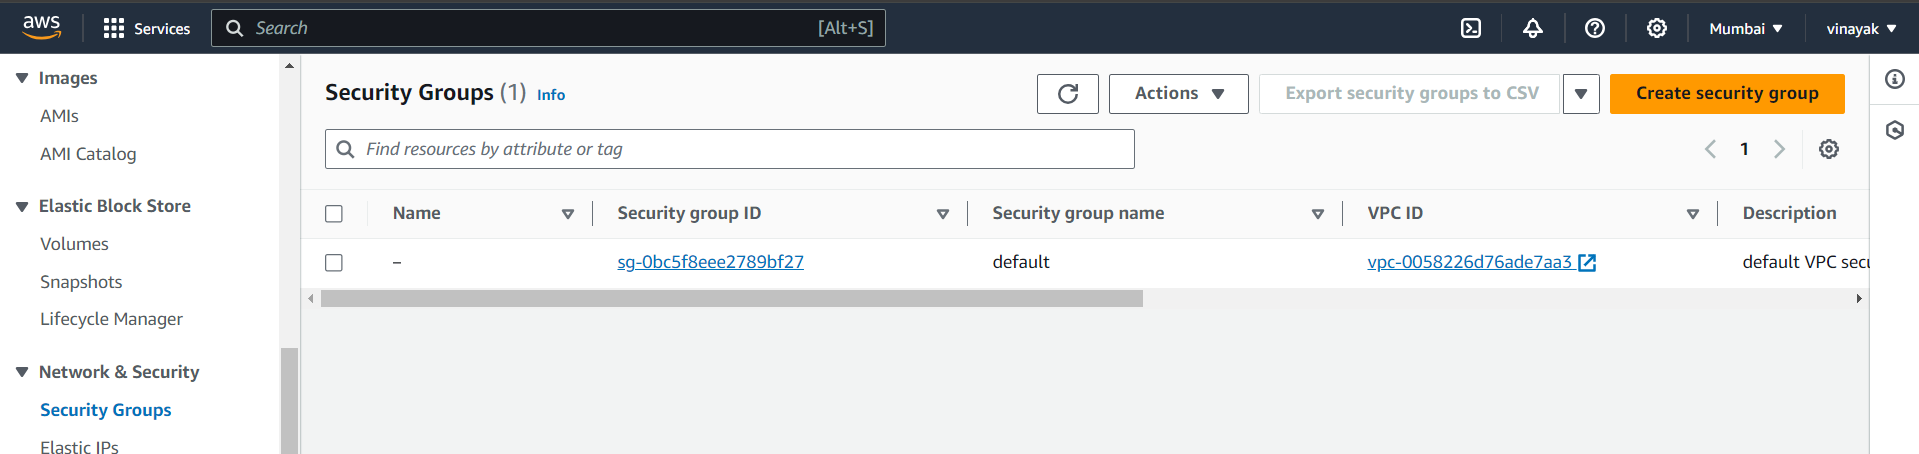 aws
Services
Search [Alt+S]
Mumbai
vinayak
Images
AMIs
AMI Catalog
Elastic Block Store
Volumes
Snapshots
Lifecycle Manager
Network & Security
Security Groups
Elastic IPs
Security Groups (1) Info
Actions
Export security groups to CSV
Create security group
Find resources by attribute or tag
1
Name Security group ID Security group name VPC ID Description
– sg-0bc5f8eee2789bf27 default vpc-0058226d76ade7aa3 default VPC secu